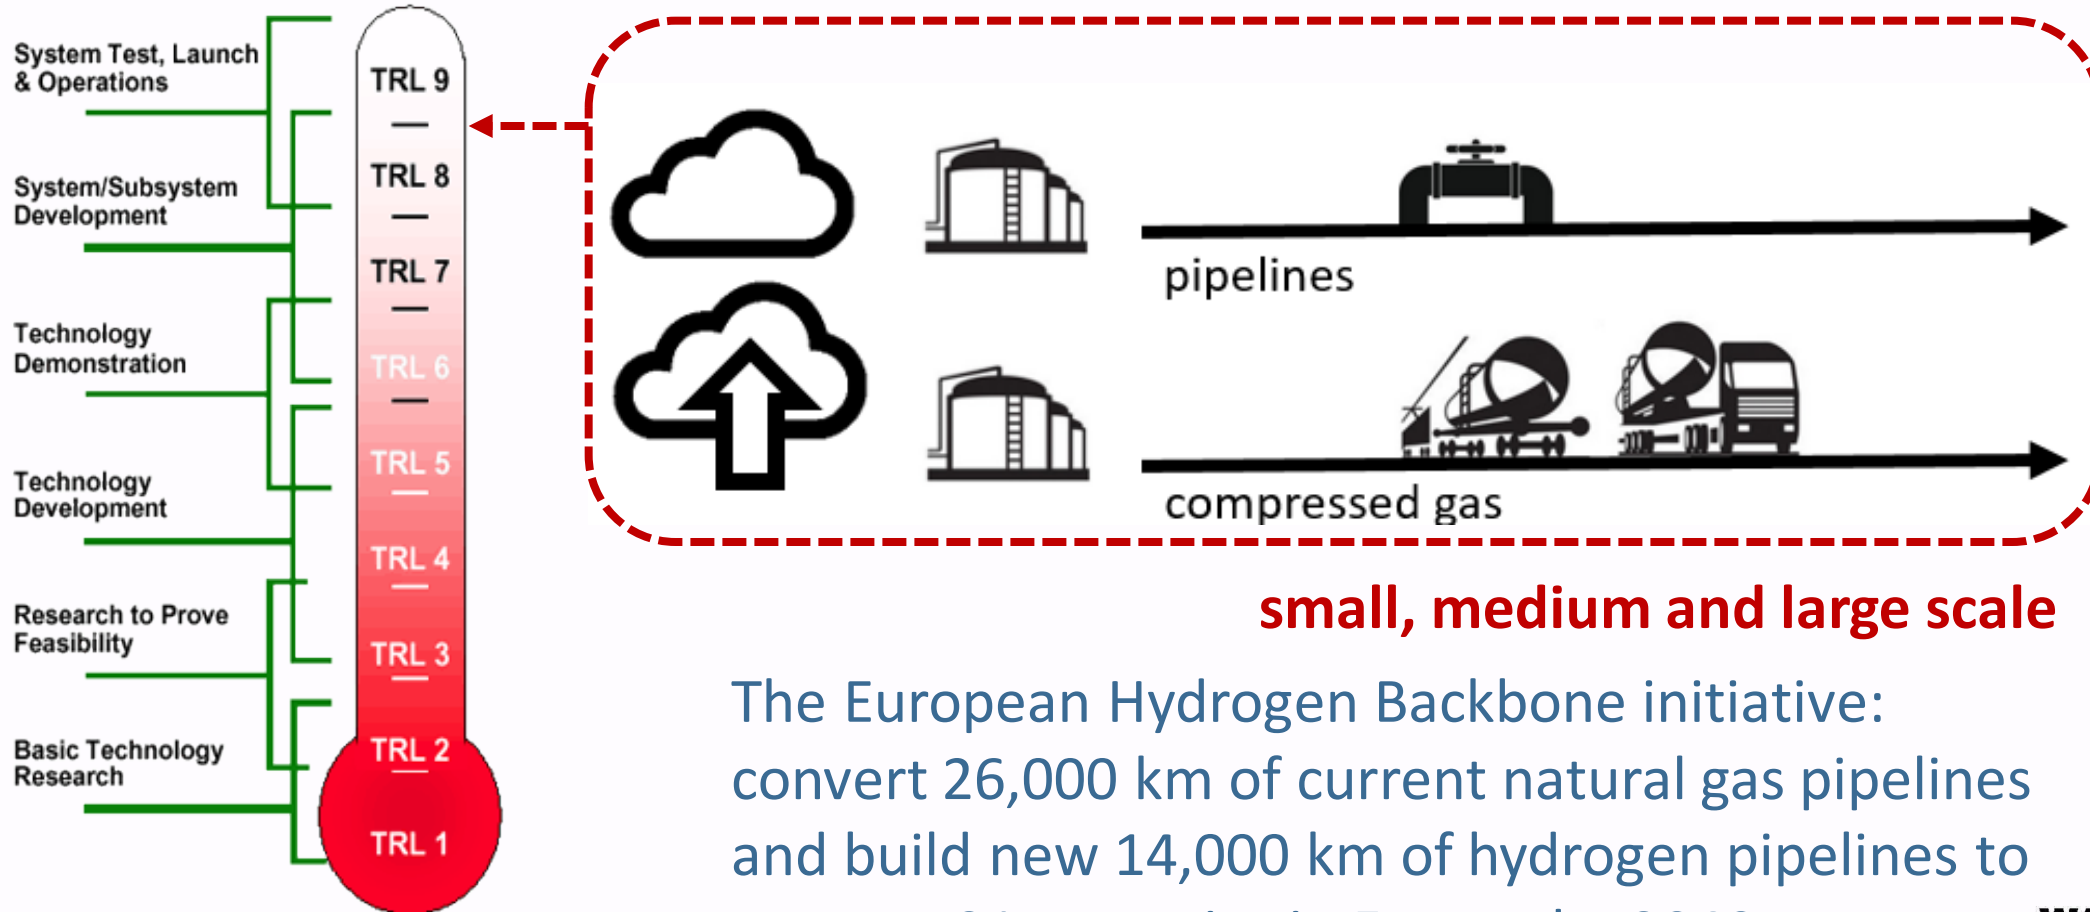 System Test, Launch
& Operations
System/Subsystem
Development
Technology
Demonstration
Technology
Development
Research to Prove
Feasibility
Basic Technology
Research
TRL 9
TRL 8
TRL 7
TRL 6
TRL 5
TRL 4
TRL 3
TRL 2
TRL 1
pipelines
compressed gas
small, medium and large scale
The European Hydrogen Backbone initiative:
convert 26,000 km of current natural gas pipelines
and build new 14,000 km of hydrogen pipelines to